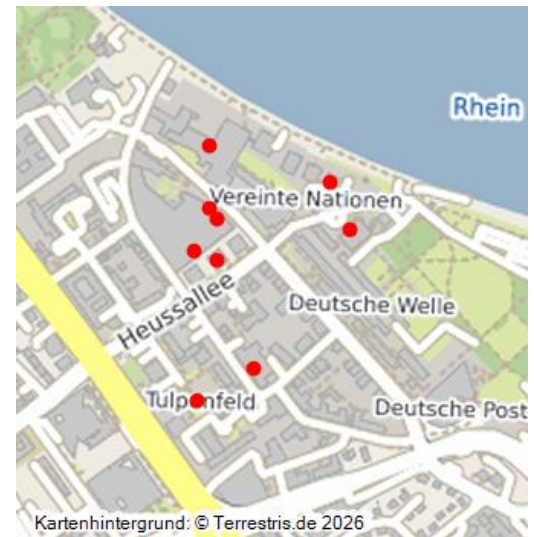 Rhein
Vereinte Nationen
Heussallee
Deutsche Welle
Tulpenfeld
Deutsche Post
Kartenhintergrund: © Terrestris.de 2026